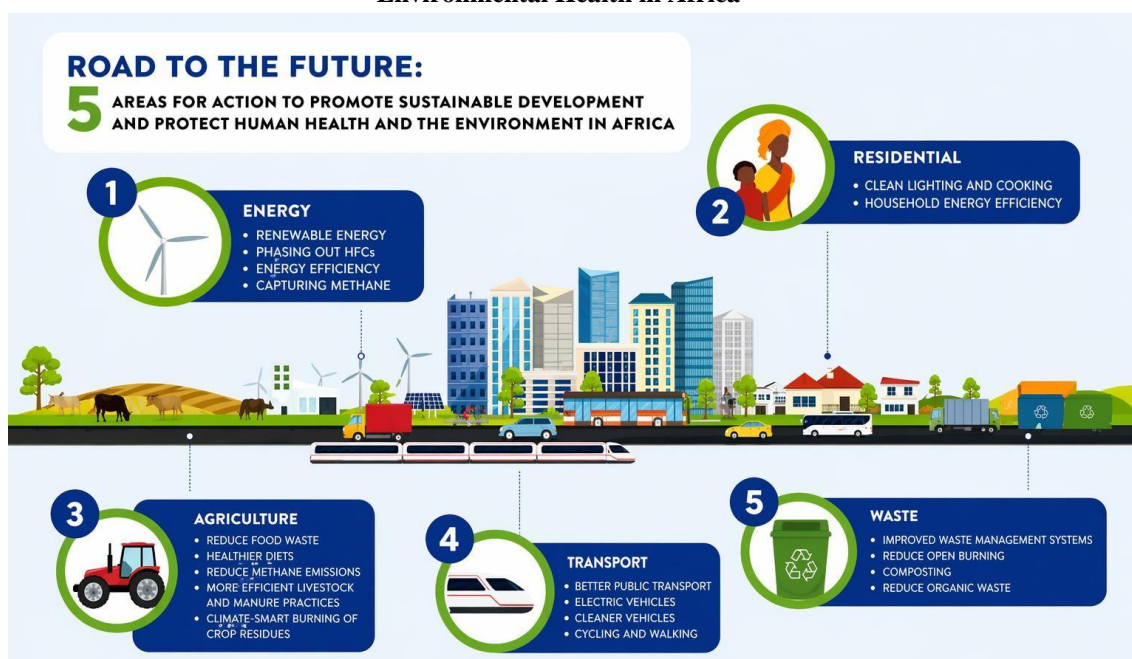 Environmental Health in Africa
ROAD TO THE FUTURE:
5 AREAS FOR ACTION TO PROMOTE SUSTAINABLE DEVELOPMENT
AND PROTECT HUMAN HEALTH AND THE ENVIRONMENT IN AFRICA
1
ENERGY
• RENEWABLE ENERGY
• PHASING OUT HFCs
• ENERGY EFFICIENCY
• CAPTURING METHANE
2
RESIDENTIAL
• CLEAN LIGHTING AND COOKING
• HOUSEHOLD ENERGY EFFICIENCY
3
AGRICULTURE
• REDUCE FOOD WASTE
• HEALTHIER DIETS
• REDUCE METHANE EMISSIONS
• MORE EFFICIENT LIVESTOCK
AND MANURE PRACTICES
• CLIMATE-SMART BURNING OF
CROP RESIDUES
4
TRANSPORT
• BETTER PUBLIC TRANSPORT
• ELECTRIC VEHICLES
• CLEANER VEHICLES
• CYCLING AND WALKING
5
WASTE
• IMPROVED WASTE MANAGEMENT SYSTEMS
• REDUCE OPEN BURNING
• COMPOSTING
• REDUCE ORGANIC WASTE